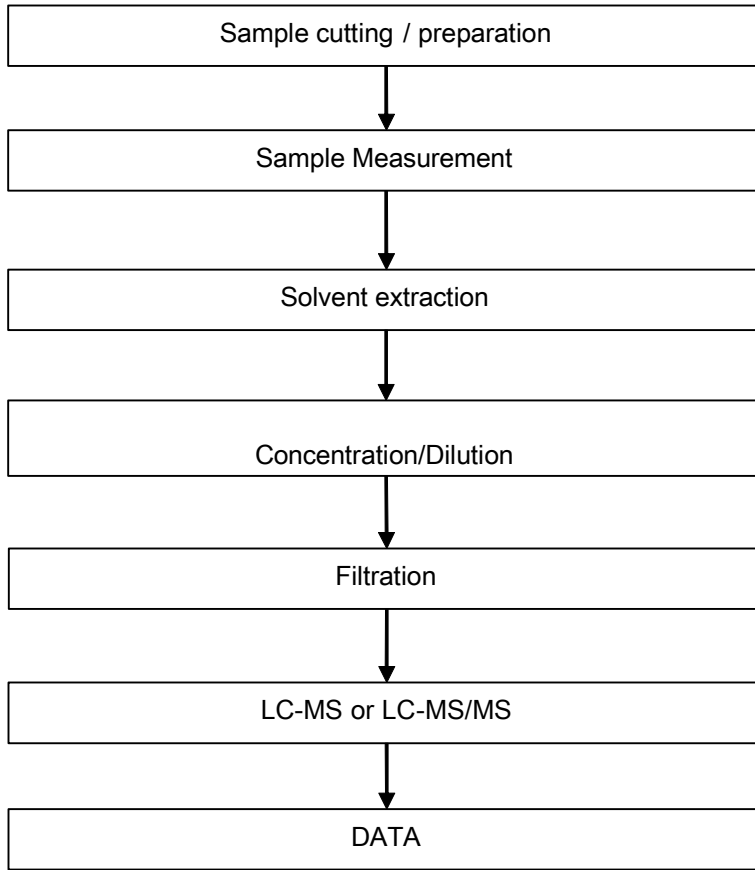 Sample cutting / preparation
Sample Measurement
Solvent extraction
Concentration/Dilution
Filtration
LC-MS or LC-MS/MS
DATA